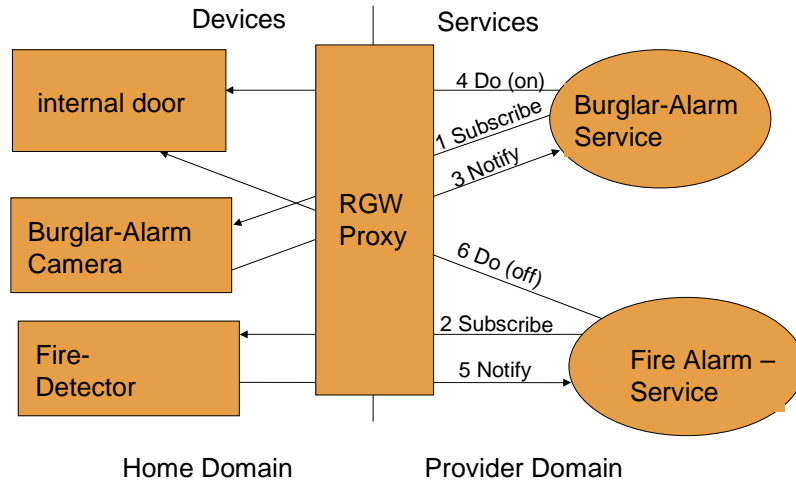 Devices
Services
internal door
4 Do (on)
Burglar-Alarm
Service
1 Subscribe
3 Notify
RGW
Proxy
Burglar-Alarm
Camera
6 Do (off)
2 Subscribe
Fire-
Detector
5 Notify
Fire Alarm –
Service
Home Domain
Provider Domain